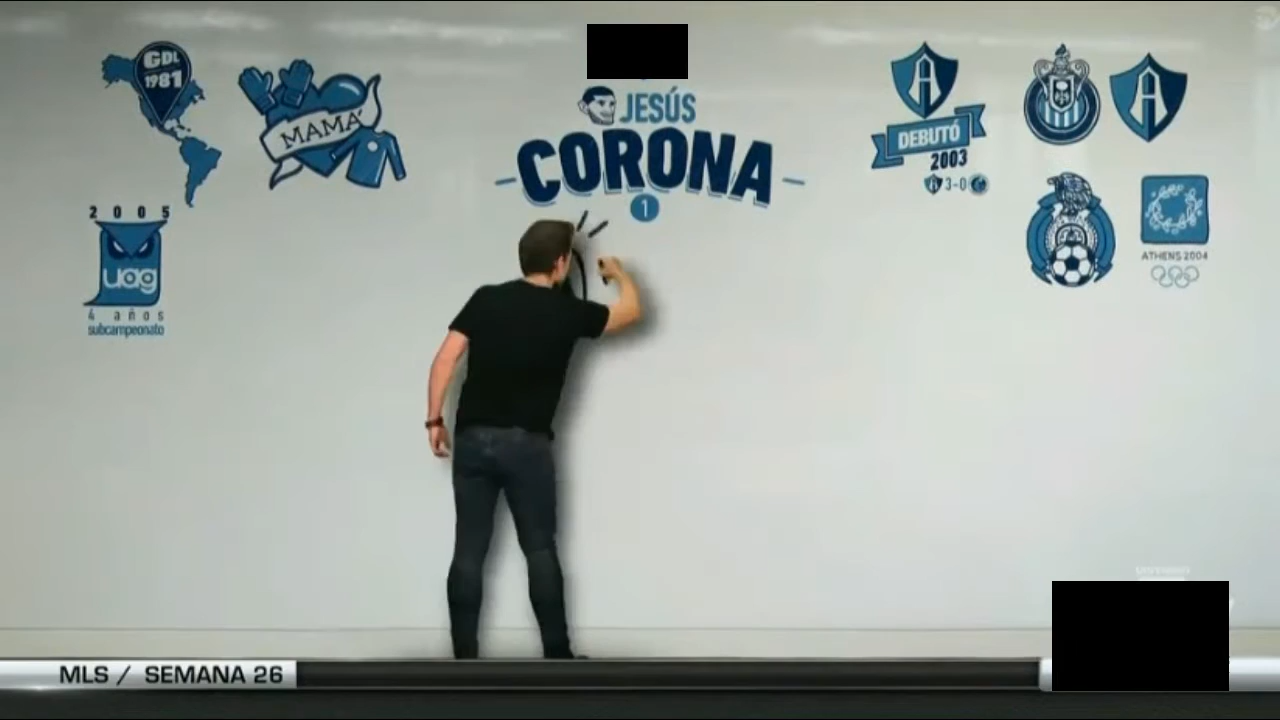 GDL
1981
MAMÁ
JESÚS
CORONA
1
A
DEBUTÓ
2003
A 3-0
A
2005
uag
4 años
subcampeonato
ATHENS 2004
MLS / SEMANA 26